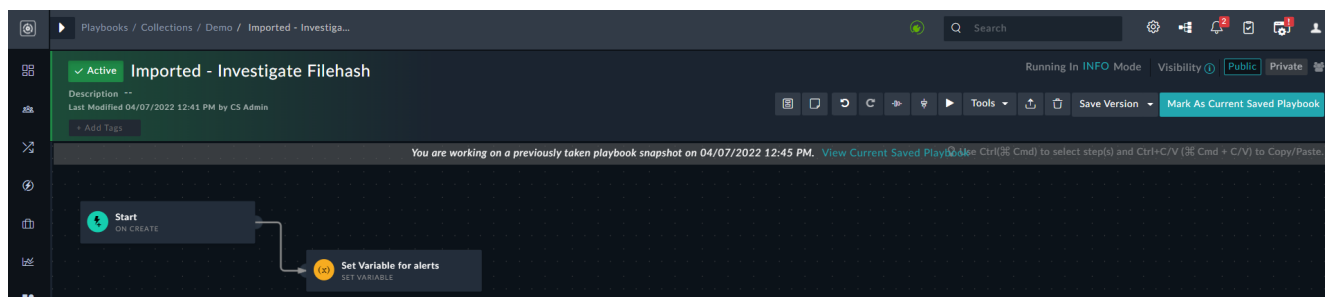 Playbooks / Collections / Demo / Imported - Investiga...
Search
2
Active Imported - Investigate Filehash
Running In INFO Mode Visibility Public Private
Description --
Last Modified 04/07/2022 12:41 PM by CS Admin
Tools Save Version Mark As Current Saved Playbook
+ Add Tags
You are working on a previously taken playbook snapshot on 04/07/2022 12:45 PM. View Current Saved Playbook Use Ctrl(⌘ Cmd) to select step(s) and Ctrl+C/V (⌘ Cmd + C/V) to Copy/Paste.
Start
ON CREATE
(x) Set Variable for alerts
SET VARIABLE